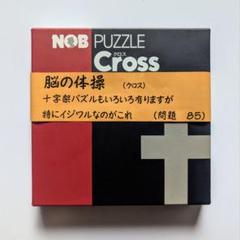 NOB PUZZLE
クロス
Cross
脳の体操 (クロス)
十字架パズルもいろいろ有りますが
特にイジワルなのがこれ (問題 85)